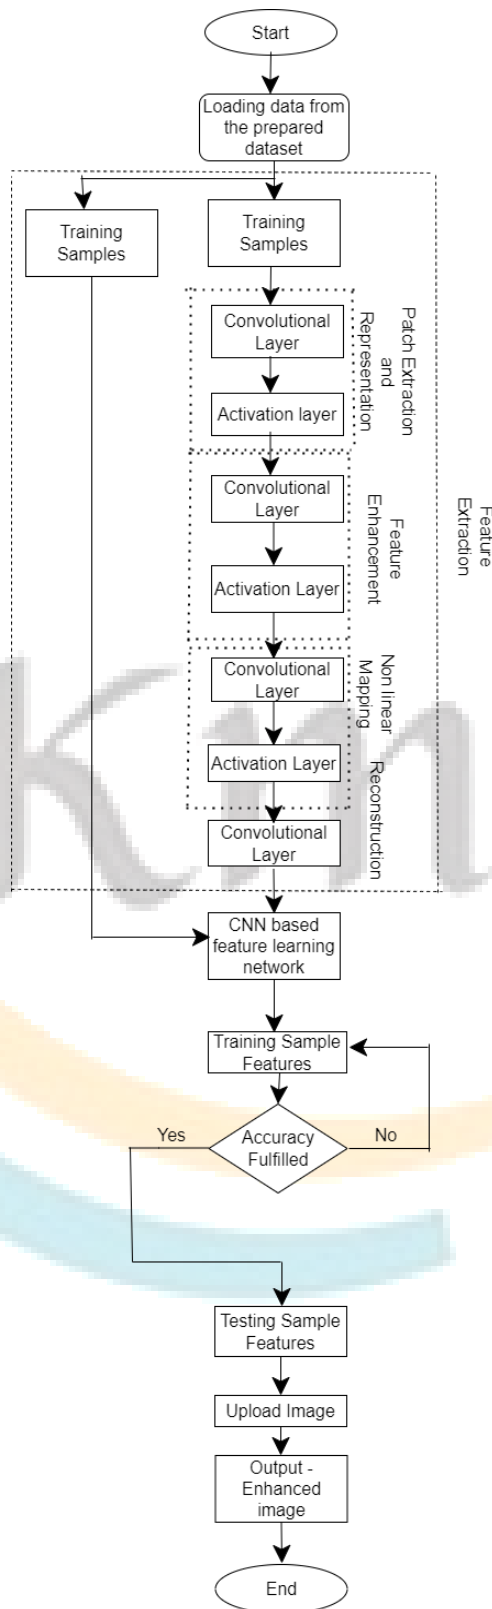 Start
Loading data from
the prepared
dataset
Training
Samples
Training
Samples
Convolutional
Layer
Activation layer
Patch Extraction
and
Representation
Convolutional
Layer
Activation Layer
Feature
Enhancement
Feature
Extraction
Convolutional
Layer
Activation Layer
Non linear
Mapping
Convolutional
Layer
Reconstruction
CNN based
feature learning
network
Training Sample
Features
Accuracy
Fulfilled
Yes
No
Testing Sample
Features
Upload Image
Output -
Enhanced
image
End